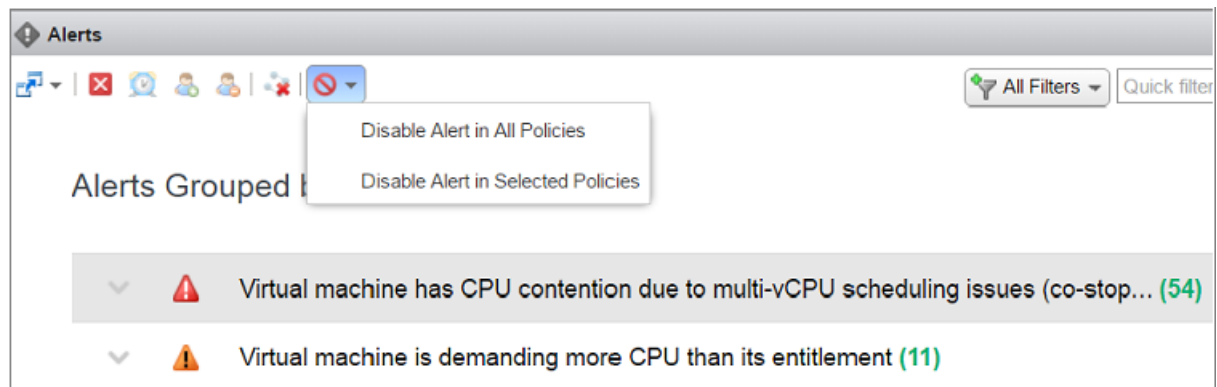 Alerts
All Filters
Quick filter
Disable Alert in All Policies
Disable Alert in Selected Policies
Alerts Grouped
Virtual machine has CPU contention due to multi-vCPU scheduling issues (co-stop... (54)
Virtual machine is demanding more CPU than its entitlement (11)